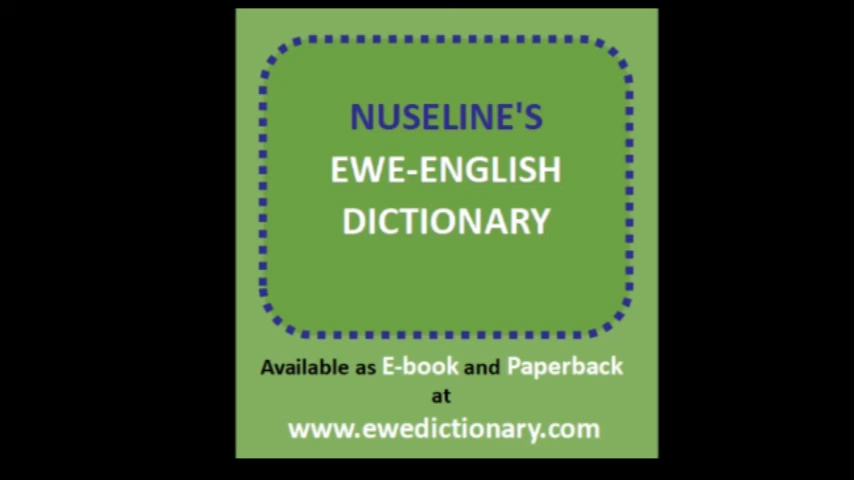 NUSELINE'S
EWE-ENGLISH
DICTIONARY
Available as E-book and Paperback
at
www.ewedictionary.com